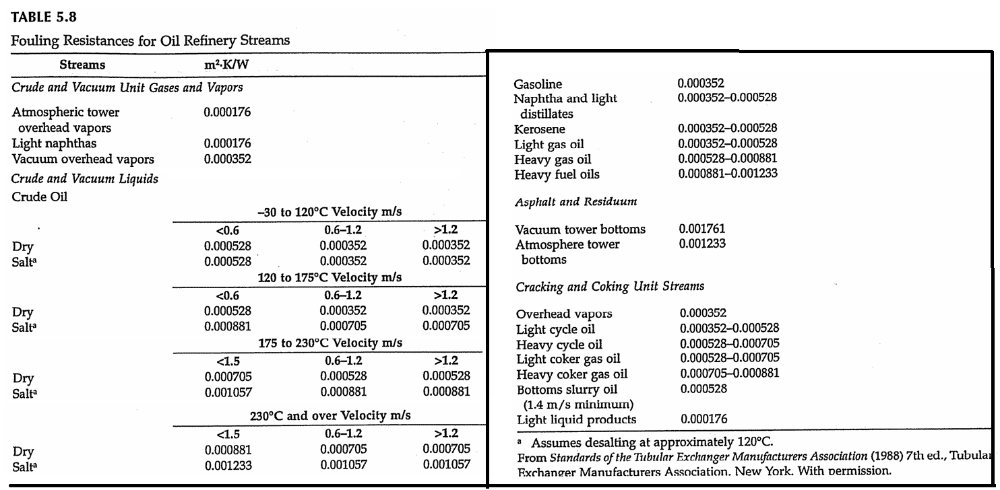 TABLE 5.8
Fouling Resistances for Oil Refinery Streams
Streams m²·K/W
Crude and Vacuum Unit Gases and Vapors
Atmospheric tower 0.000176
overhead vapors
Light naphthas 0.000176
Vacuum overhead vapors 0.000352
Crude and Vacuum Liquids
Crude Oil
–30 to 120°C Velocity m/s
<0.6 0.6–1.2 >1.2
Dry 0.000528 0.000352 0.000352
Saltᵃ 0.000528 0.000352 0.000352
120 to 175°C Velocity m/s
<0.6 0.6–1.2 >1.2
Dry 0.000528 0.000352 0.000352
Saltᵃ 0.000881 0.000705 0.000705
175 to 230°C Velocity m/s
<1.5 0.6–1.2 >1.2
Dry 0.000705 0.000528 0.000528
Saltᵃ 0.001057 0.000881 0.000881
230°C and over Velocity m/s
<1.5 0.6–1.2 >1.2
Dry 0.000881 0.000705 0.000705
Saltᵃ 0.001233 0.001057 0.001057
Gasoline 0.000352
Naphtha and light 0.000352–0.000528
distillates
Kerosene 0.000352–0.000528
Light gas oil 0.000352–0.000528
Heavy gas oil 0.000528–0.000881
Heavy fuel oils 0.000881–0.001233
Asphalt and Residuum
Vacuum tower bottoms 0.001761
Atmosphere tower 0.001233
bottoms
Cracking and Coking Unit Streams
Overhead vapors 0.000352
Light cycle oil 0.000352–0.000528
Heavy cycle oil 0.000528–0.000705
Light coker gas oil 0.000528–0.000705
Heavy coker gas oil 0.000705–0.000881
Bottoms slurry oil 0.000528
(1.4 m/s minimum)
Light liquid products 0.000176
ᵃ Assumes desalting at approximately 120°C.
From Standards of the Tubular Exchanger Manufacturers Association (1988) 7th ed., Tubular
Exchanger Manufacturers Association. New York. With permission.